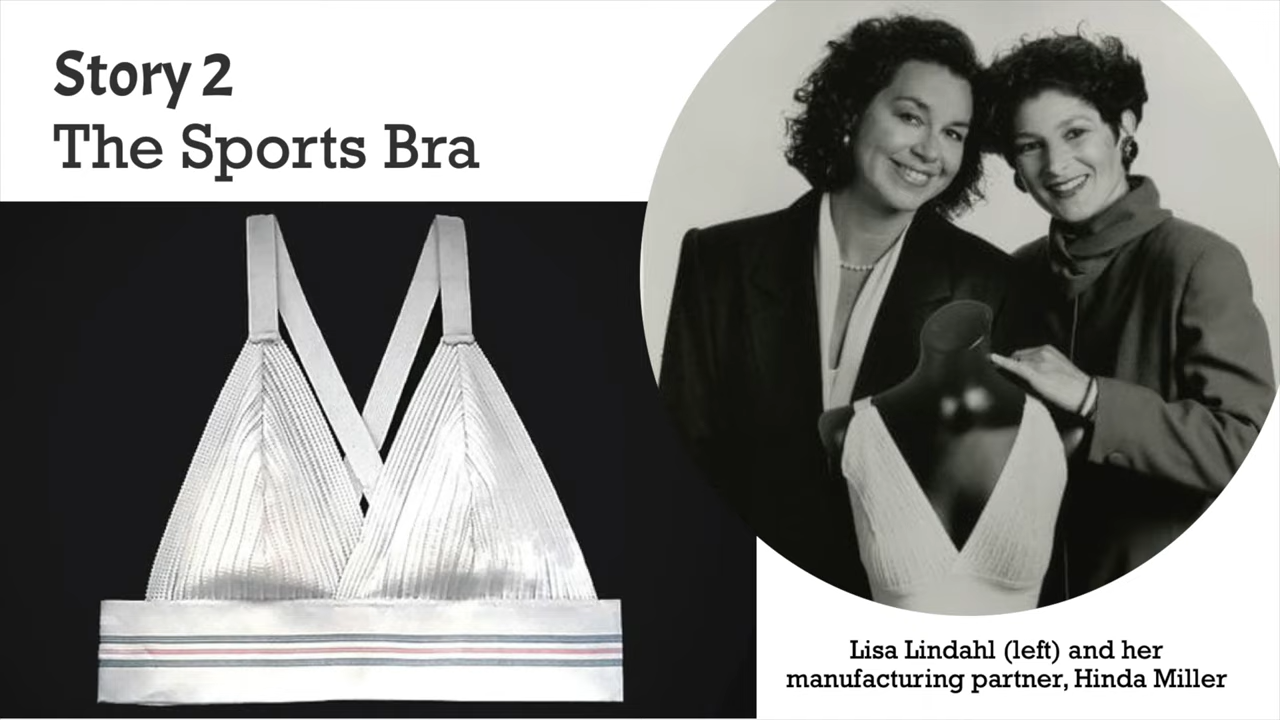 Story 2
The Sports Bra
Lisa Lindahl (left) and her
manufacturing partner, Hinda Miller